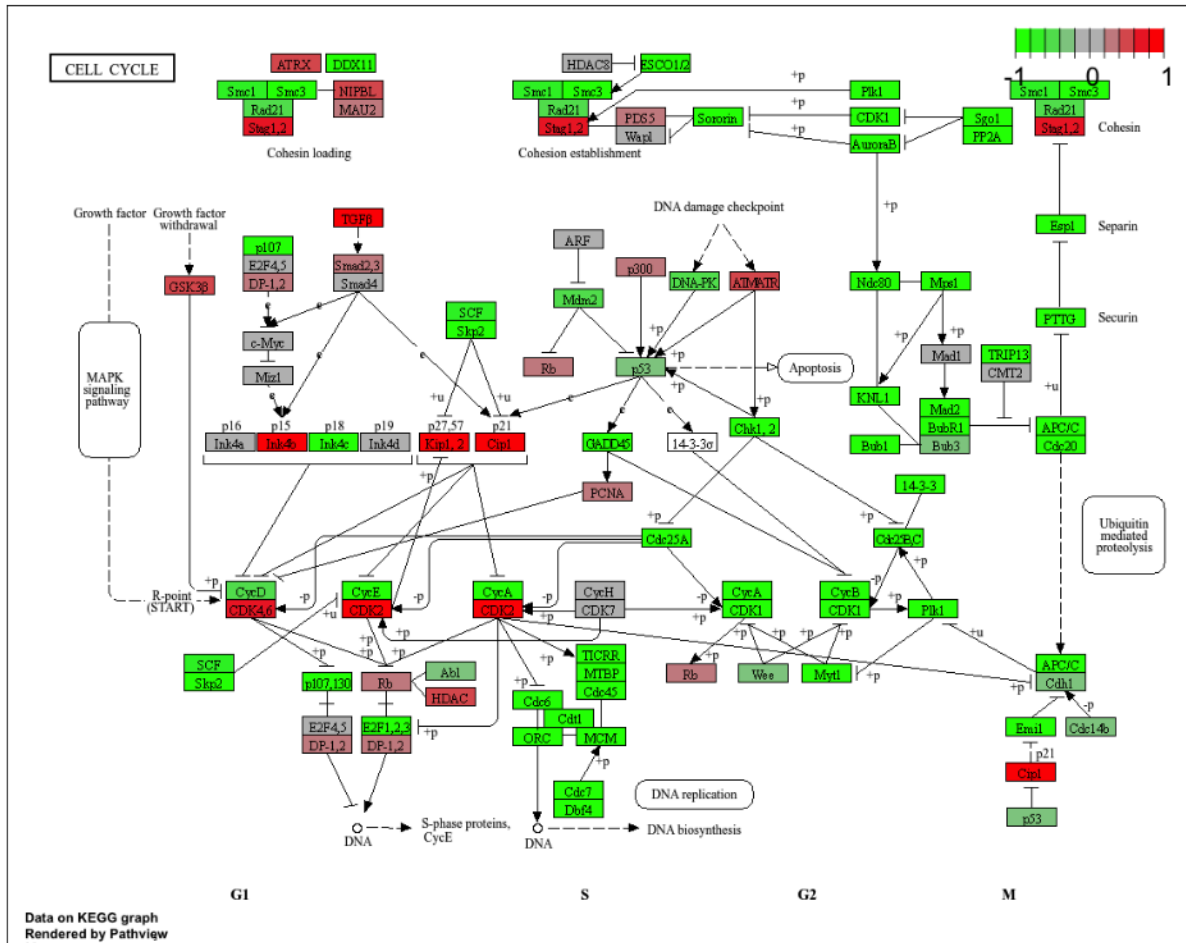 CELL CYCLE
-1 0 1
ATRX DDX11
Smc1 Smc3 NIPBL
Rad21 MAU2
Stag1,2
Cohesin loading
HDAC8 ESCO1/2
Smc1 Smc3
Rad21
Stag1,2
PDS5
Wapl
Sororin
Cohesion establishment
+p
Plk1
+p
CDK1
+p
AuroraB
Sgo1
PP2A
Smc1 Smc3
Rad21
Stag1,2
Cohesin
Growth factor
Growth factor
withdrawal
TGFβ
DNA damage checkpoint
+p
Espl
Separin
p107
E2F4,5
DP-1,2
Smad2,3
Smad4
GSK3β
ARF
p300
DNA-PK
ATMATR
Ndc80
Mps1
Mdm2
SCF
Skp2
PTTG
Securin
e
e
c-Myc
Miz1
e
e
Rb
+p
+p
p53
+p
Apoptosis
+p
+p
+p
Mad1
TRIP13
CMT2
+u
MAPK
signaling
pathway
KNL1
+u
+u
e
e
e
Mad2
BubR1
Bub3
Bub1
APC/C
Cdc20
p16 p15 p18 p19 p27,57 p21
Ink4a Ink4b Ink4c Ink4d Kip1, 2 Cip1
GADD45
14-3-3σ
Chk1, 2
+p
PCNA
14-3-3
+p
+p
Cdc25A
Cdc25B,C
Ubiquitin
mediated
proteolysis
R-point
(START)
+p
CycD
CDK4,6
-p
CycE
CDK2
-p
CycA
CDK2
-p
+p
CycH
CDK7
-p
+p
CycA
CDK1
CycB
CDK1
-p
+p
+p
Plk1
+u
+u
+p
+p
+p
+p
+p
+p
+p
+p
+p
SCF
Skp2
p107,130
Rb
Abl
HDAC
TICRR
MTBP
Cdc45
Rb
Wee
Myt1
APC/C
Cdh1
+p
-p
E2F4,5
DP-1,2
E2F1,2,3
DP-1,2
+p
Cdc6
Cdt1
ORC
MCM
+p
Cdc7
Dbf4
Emi1
Cdc14b
p21
Cip1
p53
DNA replication
DNA
S-phase proteins,
CycE
DNA
DNA biosynthesis
G1 S G2 M
Data on KEGG graph
Rendered by Pathview